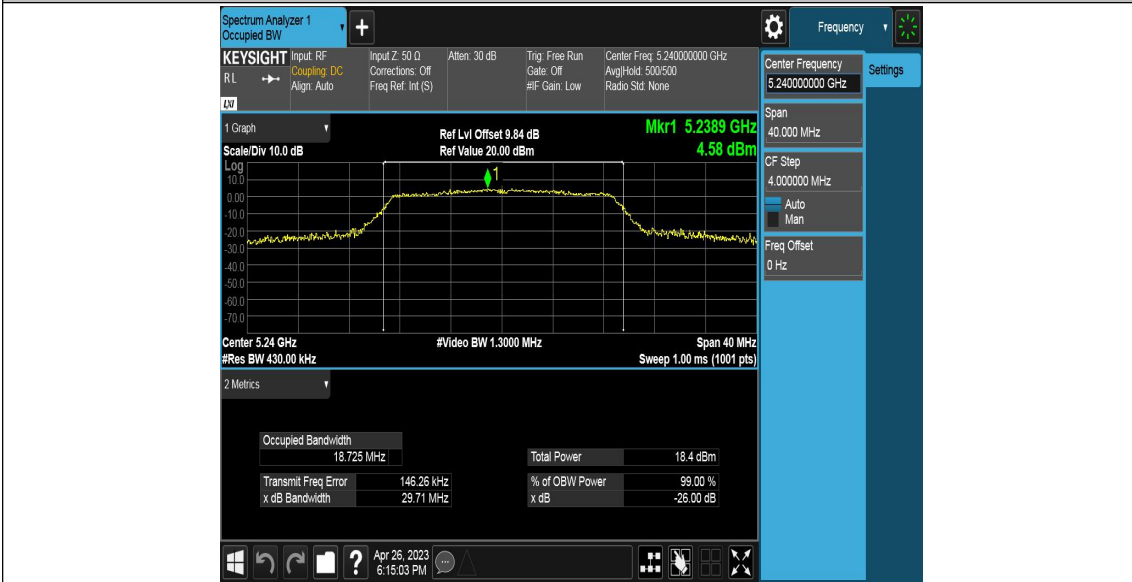 Spectrum Analyzer 1
Occupied BW
+
Frequency
KEYSIGHT
RL
LXI
Input: RF
Coupling: DC
Align: Auto
Input Z: 50 Ω
Corrections: Off
Freq Ref: Int (S)
Atten: 30 dB
Trig: Free Run
Gate: Off
#IF Gain: Low
Center Freq: 5.240000000 GHz
Avg|Hold: 500/500
Radio Std: None
Center Frequency
5.240000000 GHz
Settings
Span
40.000 MHz
CF Step
4.000000 MHz
Auto
Man
Freq Offset
0 Hz
1 Graph
Scale/Div 10.0 dB
Ref Lvl Offset 9.84 dB
Ref Value 20.00 dBm
Mkr1 5.2389 GHz
4.58 dBm
Log
10.0
0.00
-10.0
-20.0
-30.0
-40.0
-50.0
-60.0
-70.0
1
Center 5.24 GHz
#Video BW 1.3000 MHz
Span 40 MHz
#Res BW 430.00 kHz
Sweep 1.00 ms (1001 pts)
2 Metrics
Occupied Bandwidth
18.725 MHz
Total Power 18.4 dBm
Transmit Freq Error 146.26 kHz
% of OBW Power 99.00 %
x dB Bandwidth 29.71 MHz
x dB -26.00 dB
?
Apr 26, 2023
6:15:03 PM